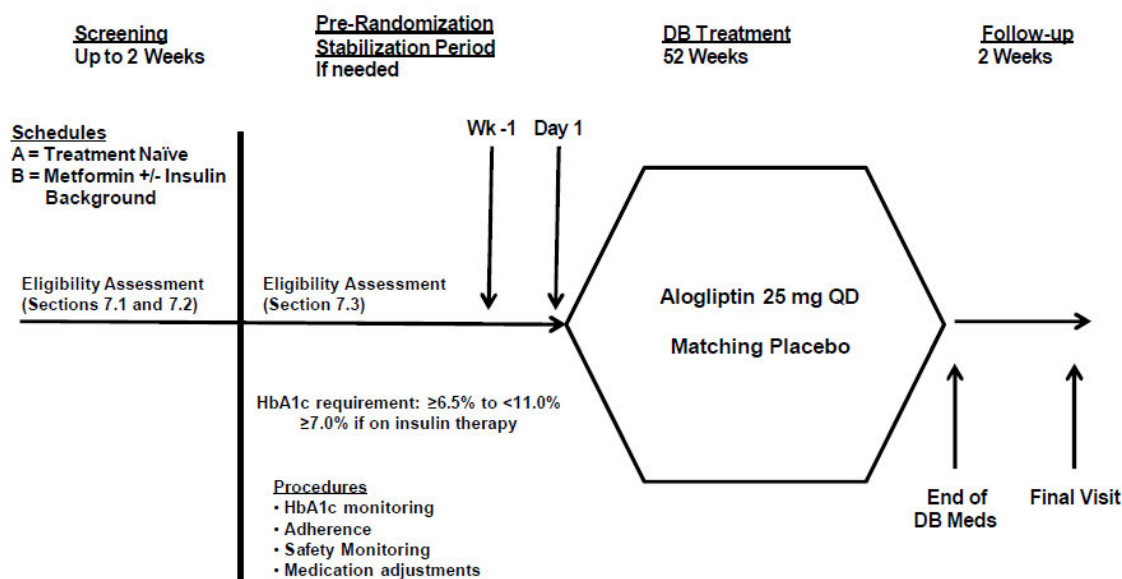 Screening
Up to 2 Weeks
Pre-Randomization
Stabilization Period
If needed
DB Treatment
52 Weeks
Follow-up
2 Weeks
Schedules
A = Treatment Naïve
B = Metformin +/- Insulin
Background
Wk -1
Day 1
Eligibility Assessment
(Sections 7.1 and 7.2)
Eligibility Assessment
(Section 7.3)
Alogliptin 25 mg QD
Matching Placebo
HbA1c requirement: ≥6.5% to <11.0%
≥7.0% if on insulin therapy
Procedures
• HbA1c monitoring
• Adherence
• Safety Monitoring
• Medication adjustments
End of
DB Meds
Final Visit